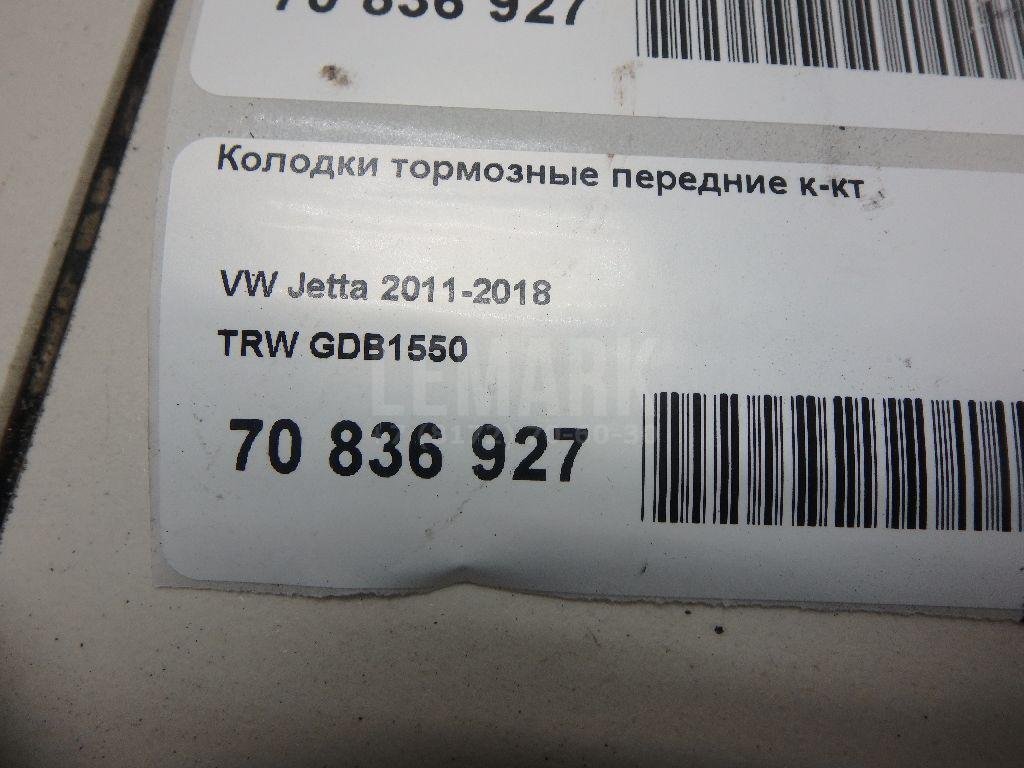 70 836 927
Колодки тормозные передние к-кт
VW Jetta 2011-2018
TRW GDB1550
LEMARK
70 836 927